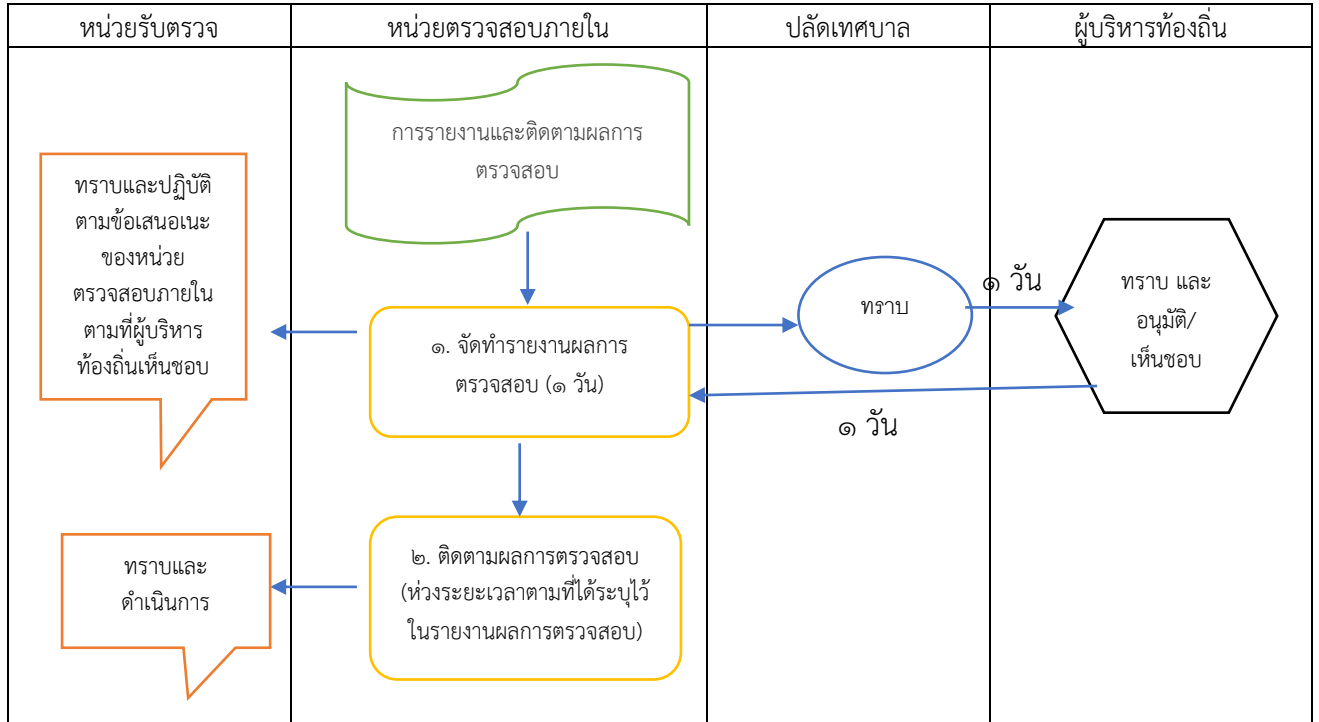 หน่วยรับตรวจ
หน่วยตรวจสอบภายใน
ปลัดเทศบาล
ผู้บริหารท้องถิ่น
การรายงานและติดตามผลการ
ตรวจสอบ
ทราบและปฏิบัติ
ตามข้อเสนอเนะ
ของหน่วย
ตรวจสอบภายใน
ตามที่ผู้บริหาร
ท้องถิ่นเห็นชอบ
๑. จัดทำรายงานผลการ
ตรวจสอบ (๑ วัน)
ทราบ
๑ วัน
ทราบ และ
อนุมัติ/
เห็นชอบ
๑ วัน
ทราบและ
ดำเนินการ
๒. ติดตามผลการตรวจสอบ
(ห่วงระยะเวลาตามที่ได้ระบุไว้
ในรายงานผลการตรวจสอบ)